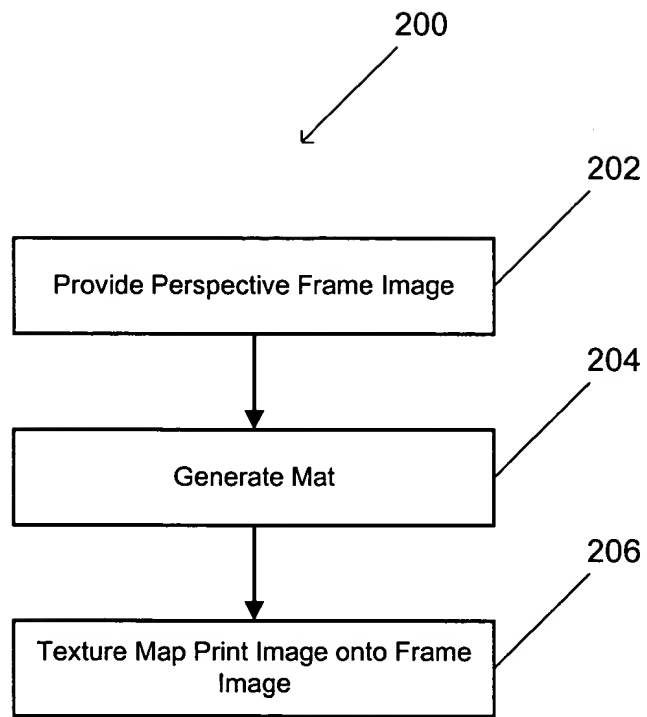 200
202
Provide Perspective Frame Image
204
Generate Mat
206
Texture Map Print Image onto Frame
Image